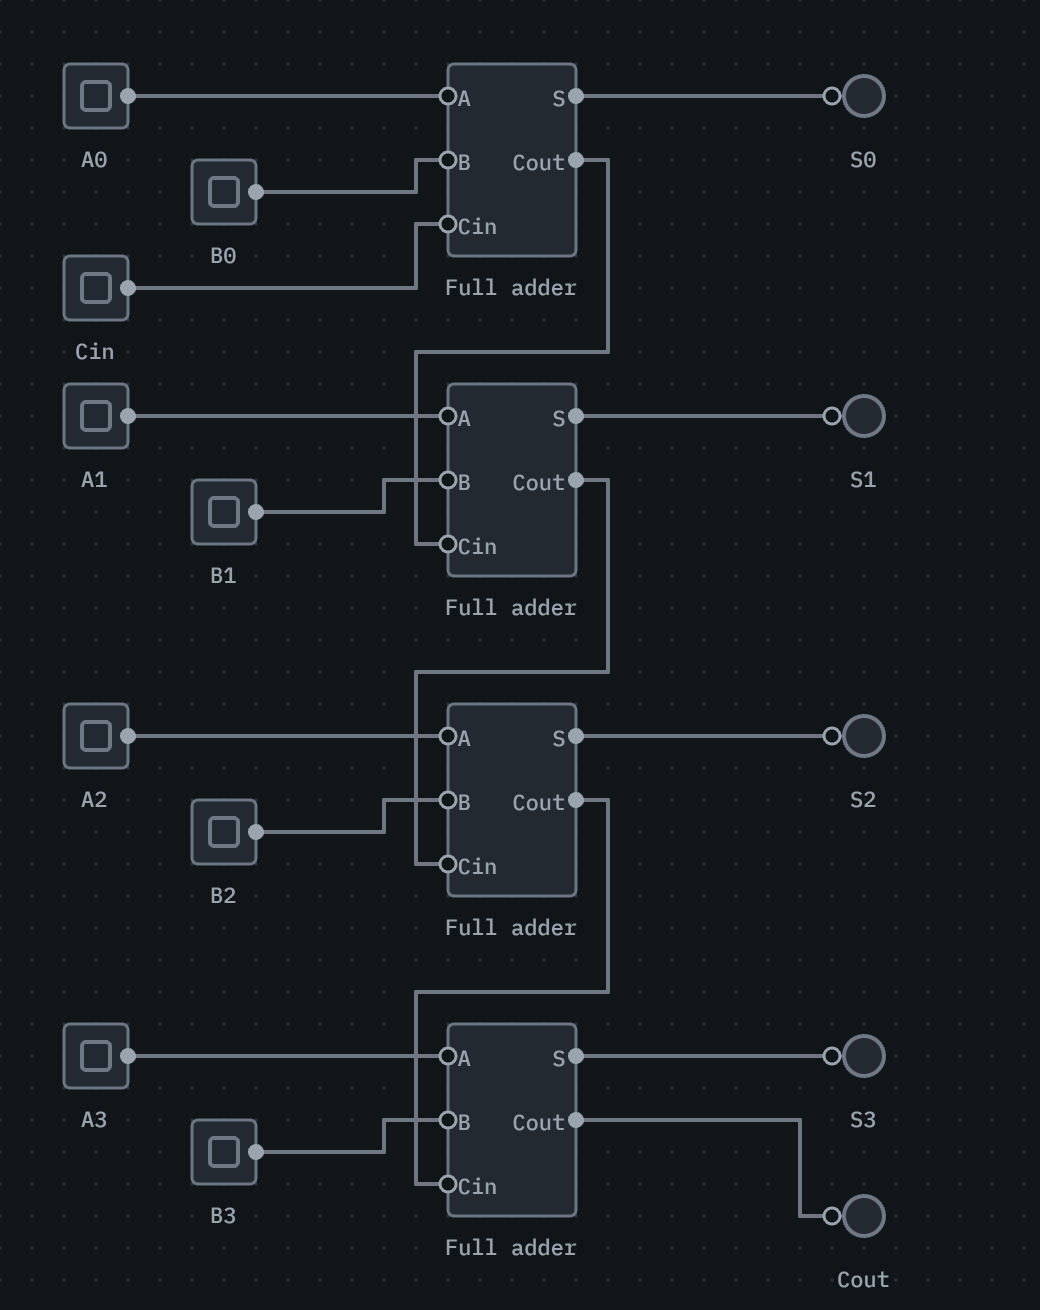 A S
A0 S0
B Cout
B0
Cin
Full adder
Cin
A S
A1 S1
B Cout
Cin
B1
Full adder
A S
A2 S2
B Cout
Cin
B2
Full adder
A S
A3 S3
B Cout
Cin
B3
Full adder
Cout